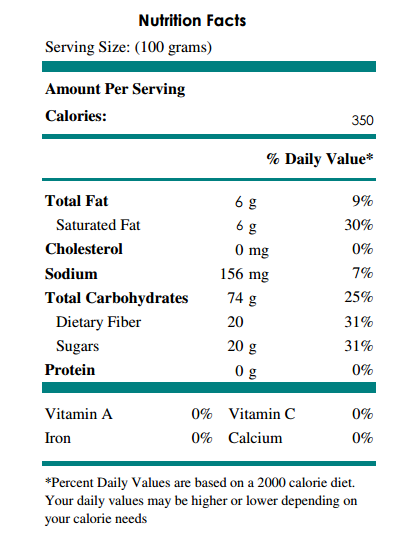 Nutrition Facts
Serving Size: (100 grams)
Amount Per Serving
Calories: 350
% Daily Value*
Total Fat 6 g 9%
Saturated Fat 6 g 30%
Cholesterol 0 mg 0%
Sodium 156 mg 7%
Total Carbohydrates 74 g 25%
Dietary Fiber 20 31%
Sugars 20 g 31%
Protein 0 g 0%
Vitamin A 0% Vitamin C 0%
Iron 0% Calcium 0%
*Percent Daily Values are based on a 2000 calorie diet.
Your daily values may be higher or lower depending on
your calorie needs